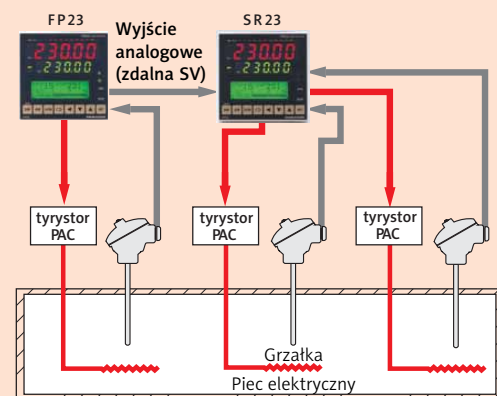 FP23
SR23
Wyjście
analogowe
(zdalna SV)
230.00
230.00
230.00
230.00
tyrystor
PAC
tyrystor
PAC
tyrystor
PAC
Grzałka
Piec elektryczny